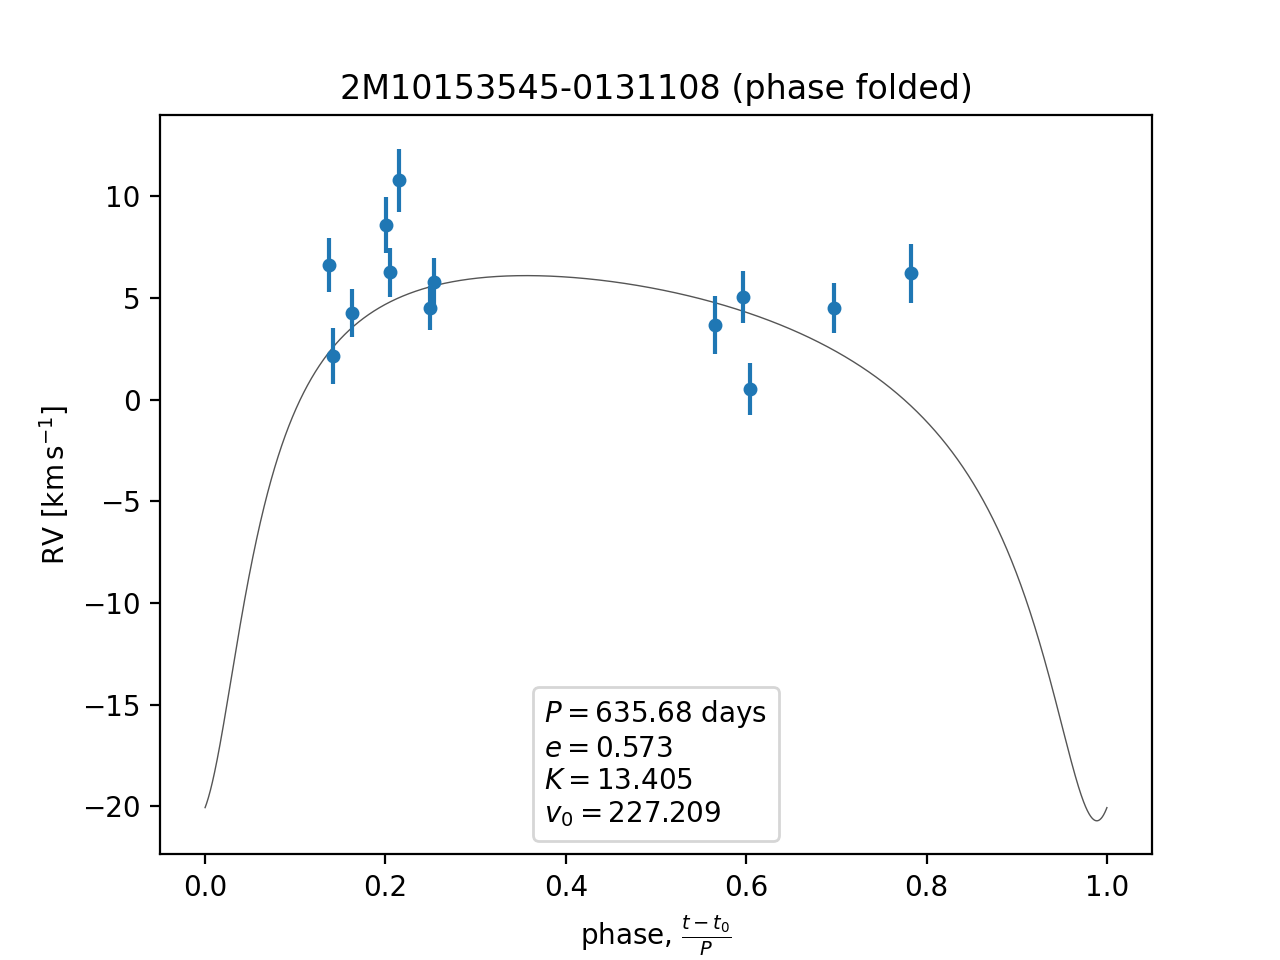 2M10153545-0131108 (phase folded)
10
5
0
−5
−10
−15
−20
RV [km s⁻¹]
P = 635.68 days
e = 0.573
K = 13.405
v₀ = 227.209
0.0 0.2 0.4 0.6 0.8 1.0
phase, (t − t₀)/P